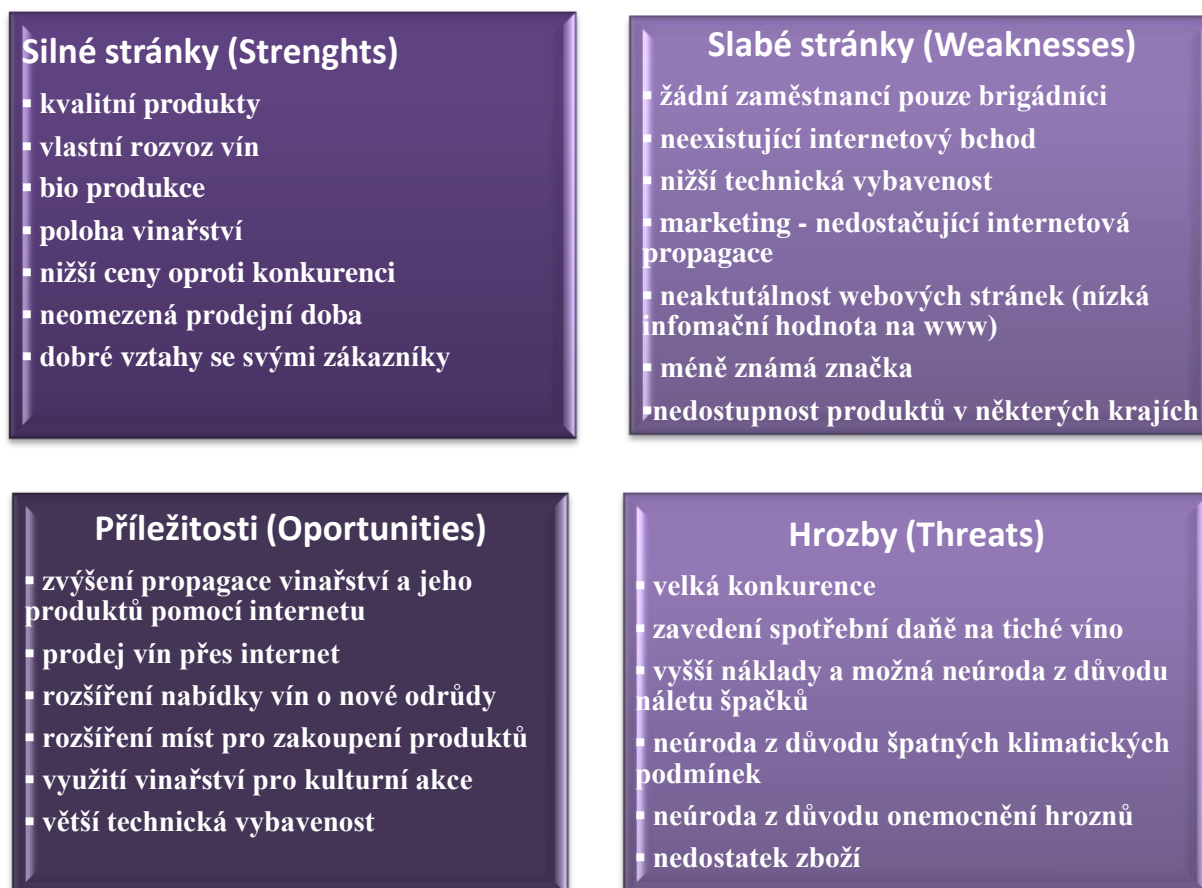 Silné stránky (Strenghts)
▪ kvalitní produkty
▪ vlastní rozvoz vín
▪ bio produkce
▪ poloha vinařství
▪ nižší ceny oproti konkurenci
▪ neomezená prodejní doba
▪ dobré vztahy se svými zákazníky
Slabé stránky (Weaknesses)
▪ žádní zaměstnancí pouze brigádníci
▪ neexistující internetový bchod
▪ nižší technická vybavenost
▪ marketing - nedostačující internetová
propagace
▪ neaktutálnost webových stránek (nízká
infomační hodnota na www)
▪ méně známá značka
▪nedostupnost produktů v některých krajích
Příležitosti (Oportunities)
▪ zvýšení propagace vinařství a jeho
produktů pomocí internetu
▪ prodej vín přes internet
▪ rozšíření nabídky vín o nové odrůdy
▪ rozšíření míst pro zakoupení produktů
▪ využití vinařství pro kulturní akce
▪ větší technická vybavenost
Hrozby (Threats)
▪ velká konkurence
▪ zavedení spotřební daňě na tiché víno
▪ vyšší náklady a možná neúroda z důvodu
náletu špačků
▪ neúroda z důvodu špatných klimatických
podmínek
▪ neúroda z důvodu onemocnění hroznů
▪ nedostatek zboží